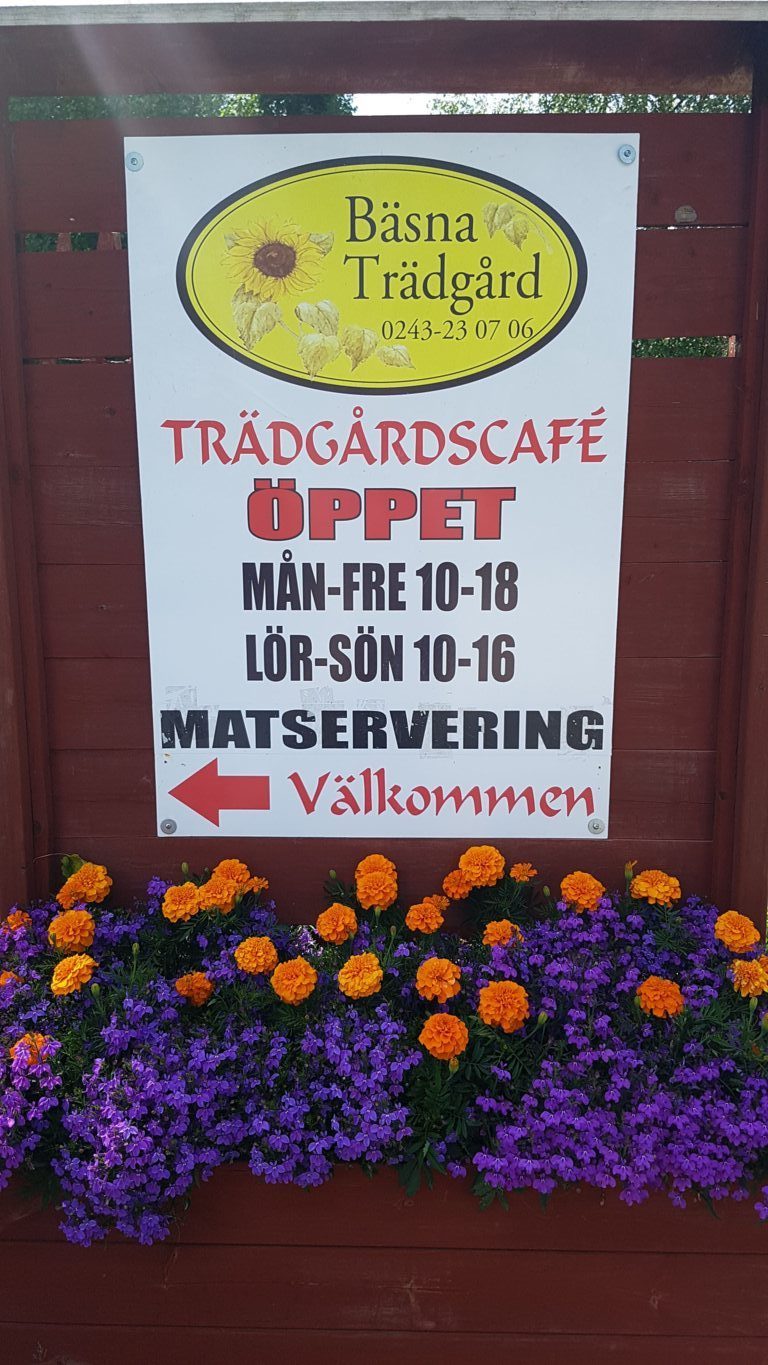 Bäsna
Trädgård
0243-23 07 06
TRÄDGÅRDSCAFÉ
ÖPPET
MÅN-FRE 10-18
LÖR-SÖN 10-16
MATSERVERING
Välkommen